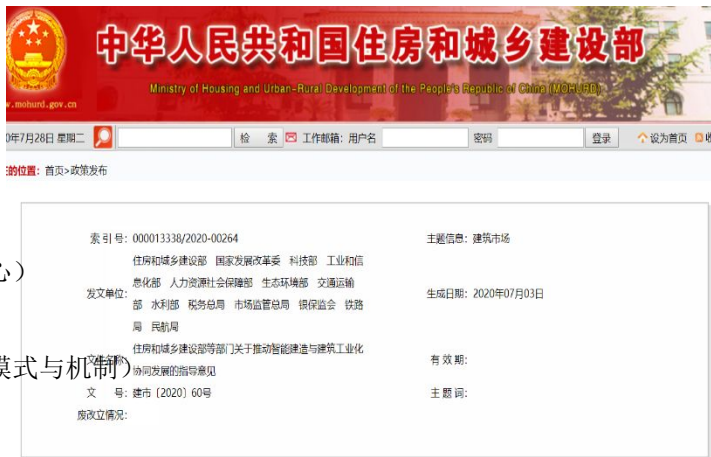 中华人民共和国住房和城乡建设部
Ministry of Housing and Urban-Rural Development of the People's Republic of China (MOHURD)
w.mohurd.gov.cn
0年7月28日 星期二 检 索 工作邮箱：用户名 密码 登录 设为首页 收
的位置：首页>政策发布
索 引 号：000013338/2020-00264 主题信息：建筑市场
住房和城乡建设部 国家发展改革委 科技部 工业和信
心）
息化部 人力资源社会保障部 生态环境部 交通运输
发文单位： 生成日期：2020年07月03日
部 水利部 税务总局 市场监管总局 银保监会 铁路
局 民航局
住房和城乡建设部等部门关于推动智能建造与建筑工业化
文件名称： 有 效 期：
模式与机制）
协同发展的指导意见
文 号：建市〔2020〕60号 主 题 词：
废改立情况：